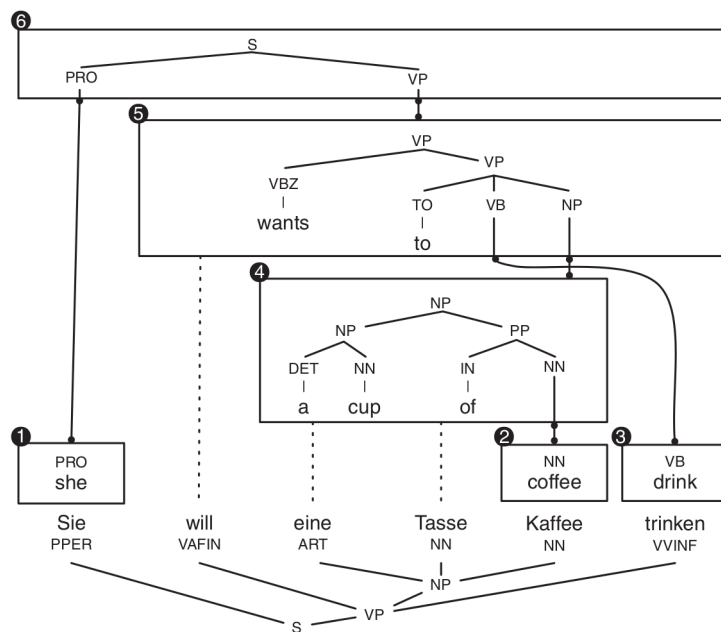 6
S
PRO VP
5
VP
VP
VBZ
wants
TO VB NP
to
4
NP
NP PP
DET NN IN NN
a cup of
1 2 3
PRO NN VB
she coffee drink
Sie will eine Tasse Kaffee trinken
PPER VAFIN ART NN NN VVINF
NP
VP
S